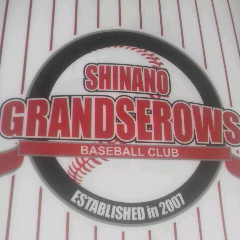 SHINANO
GRANDSEROWS
BASEBALL CLUB
ESTABLISHED in 2007